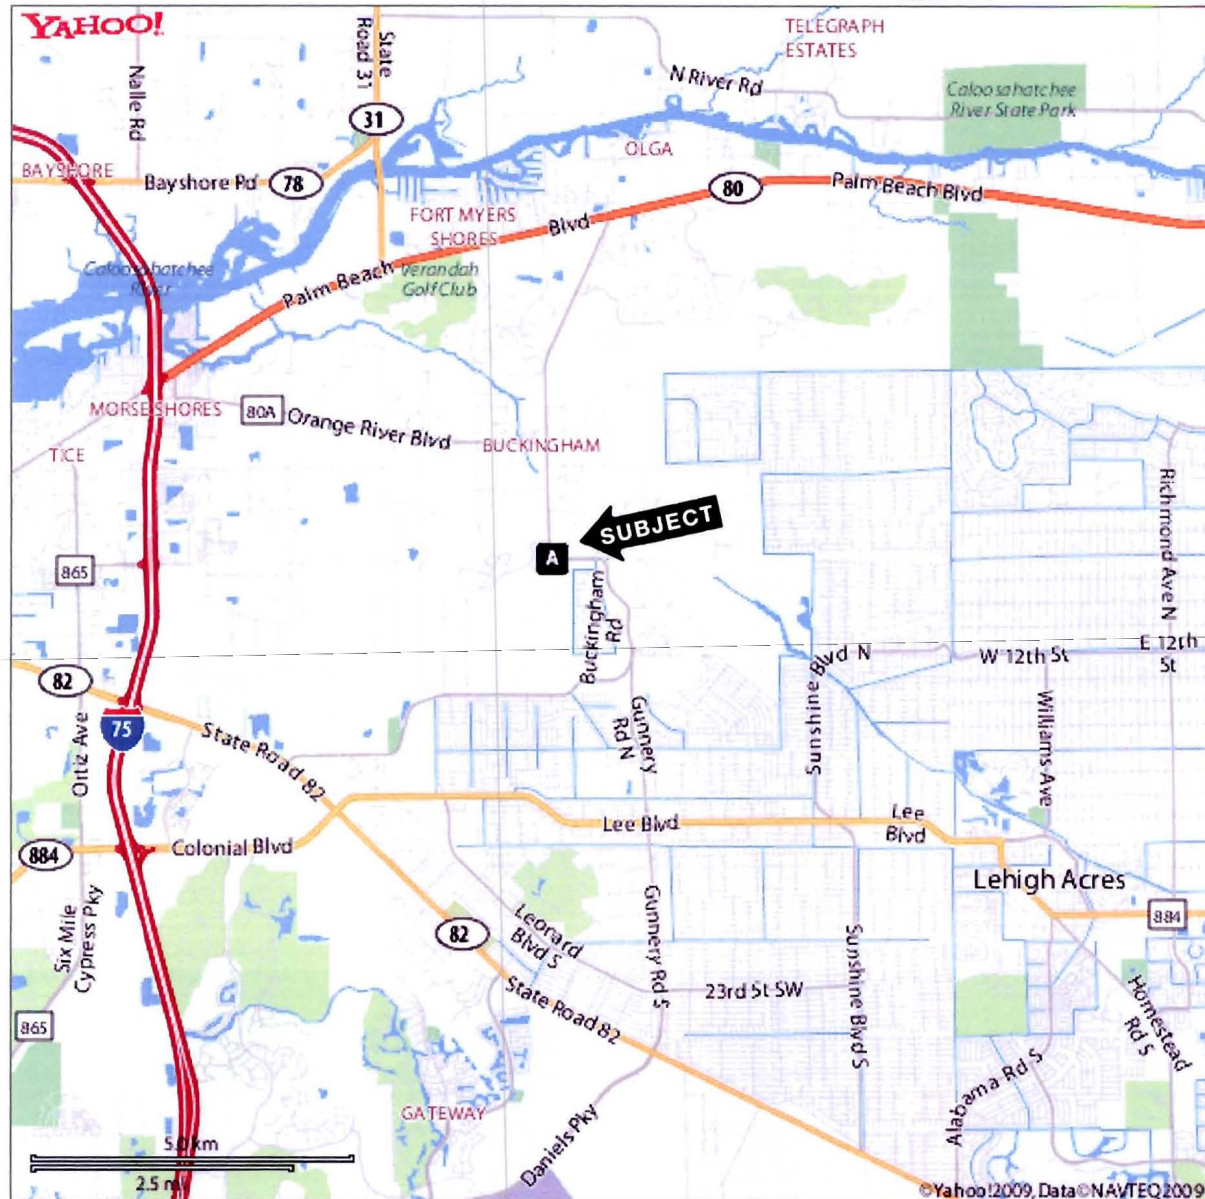 YAHOO!
TELEGRAPH
ESTATES
State
Road 31
Nalle Rd
N River Rd
Caloosahatchee
River State Park
31
OLGA
BAYSHORE
Bayshore Rd
78
80
Palm Beach Blvd
FORT MYERS
SHORES
Blvd
Caloosahatchee
River
Palm Beach
Verandah
Golf Club
MORSE SHORES
80A
Orange River Blvd
BUCKINGHAM
TICE
Richmond Ave N
SUBJECT
A
865
Buckingham
Rd
Sunshine Blvd N
W 12th St
E 12th
St
82
75
Ortiz Ave
State Road 82
Gunnery
Rd N
Williams Ave
Lee Blvd
Lee
Blvd
884
Colonial Blvd
Lehigh Acres
884
Six Mile
Cypress Pky
82
Leonard
Blvd S
Gunnery Rd S
Sunshine Blvd S
23rd St SW
State Road 82
Homestead
Rd S
865
Alabama Rd S
GATEWAY
Daniels Pky
5.0 km
2.5 mi
©Yahoo!2009, Data©NAVTEQ2009